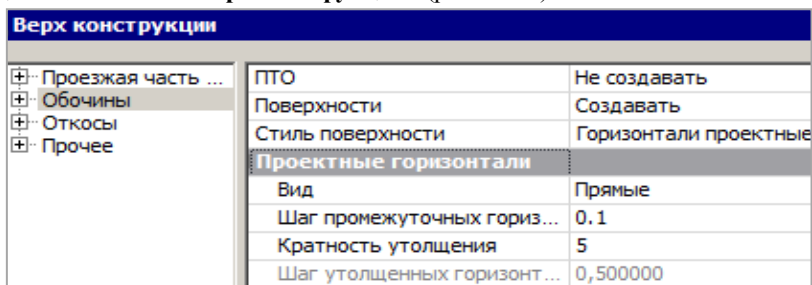 Верх конструкции
Проезжая часть ...
Обочины
Откосы
Прочее
ПТО Не создавать
Поверхности Создавать
Стиль поверхности Горизонтали проектные
Проектные горизонтали
Вид Прямые
Шаг промежуточных гориз... 0.1
Кратность утолщения 5
Шаг утолщенных горизонт... 0,500000